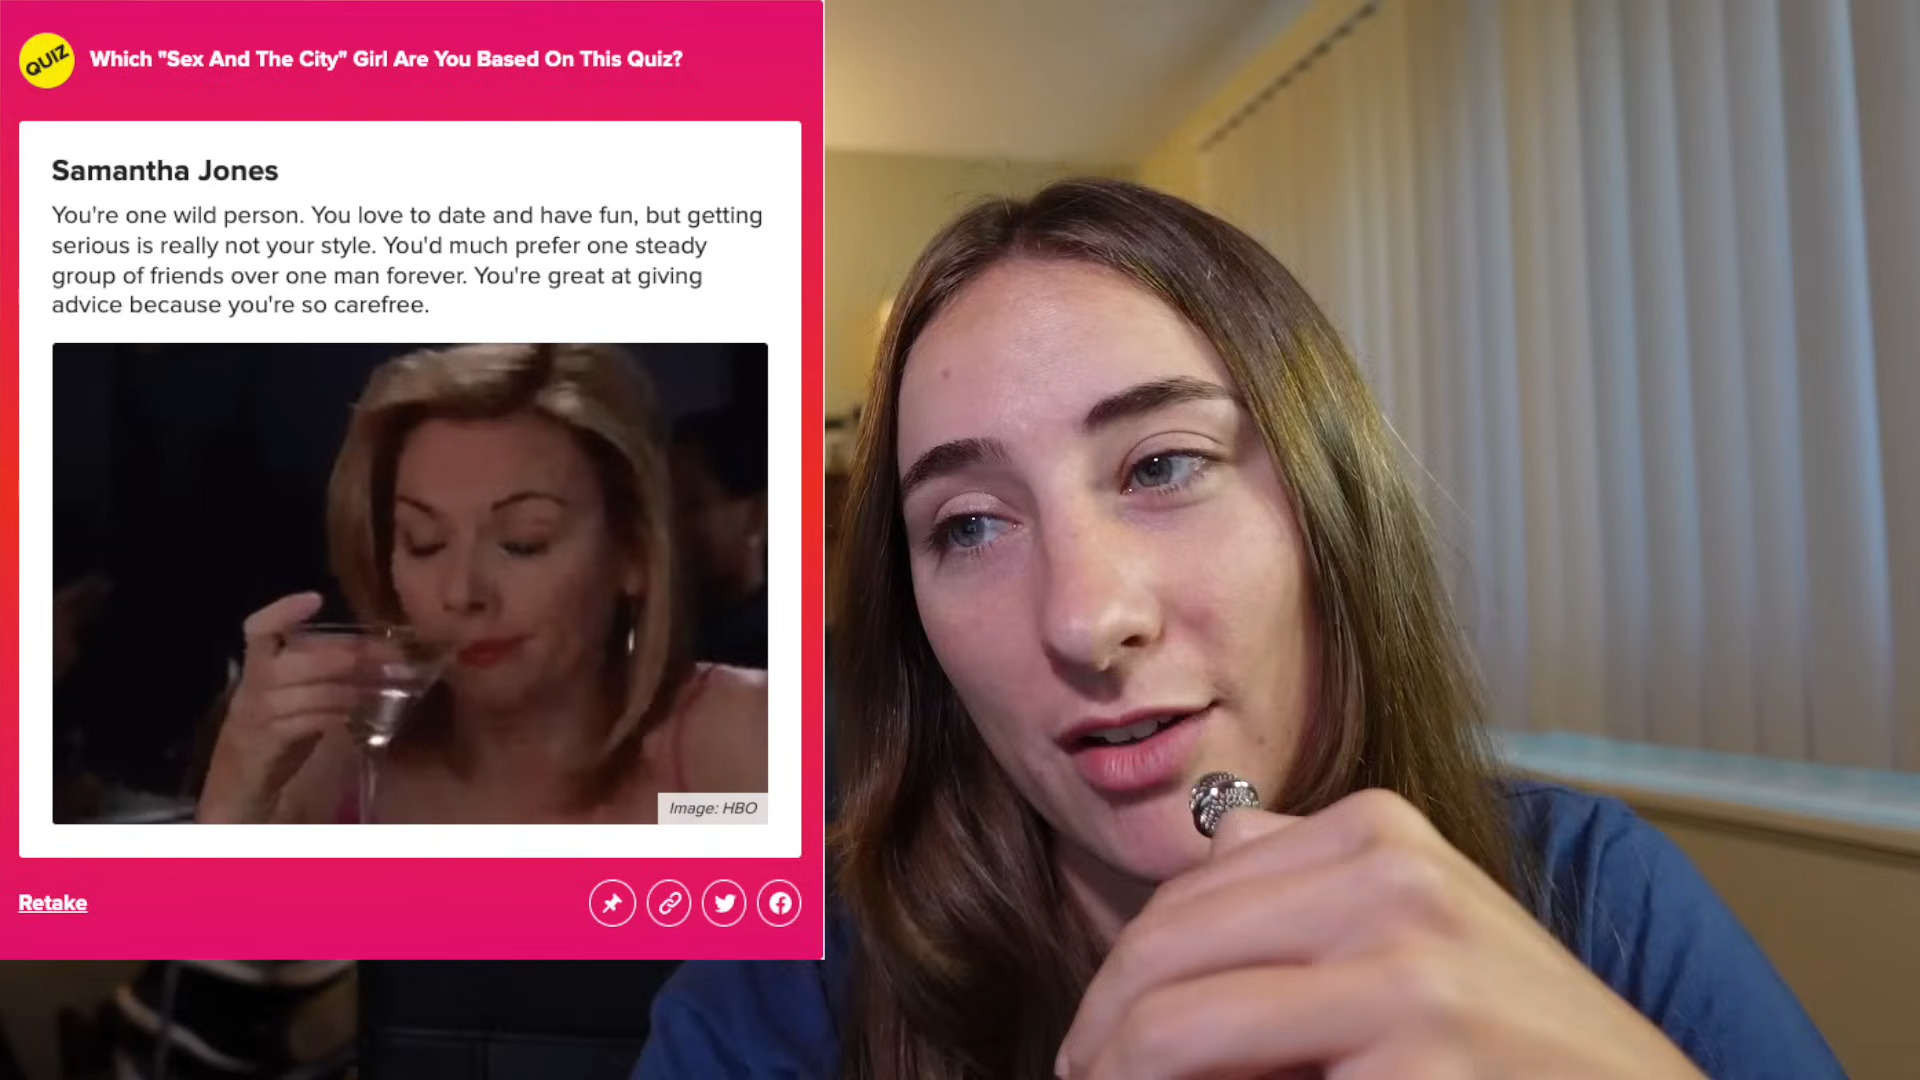 QUIZ
Which "Sex And The City" Girl Are You Based On This Quiz?
Samantha Jones
You're one wild person. You love to date and have fun, but getting
serious is really not your style. You'd much prefer one steady
group of friends over one man forever. You're great at giving
advice because you're so carefree.
Image: HBO
Retake